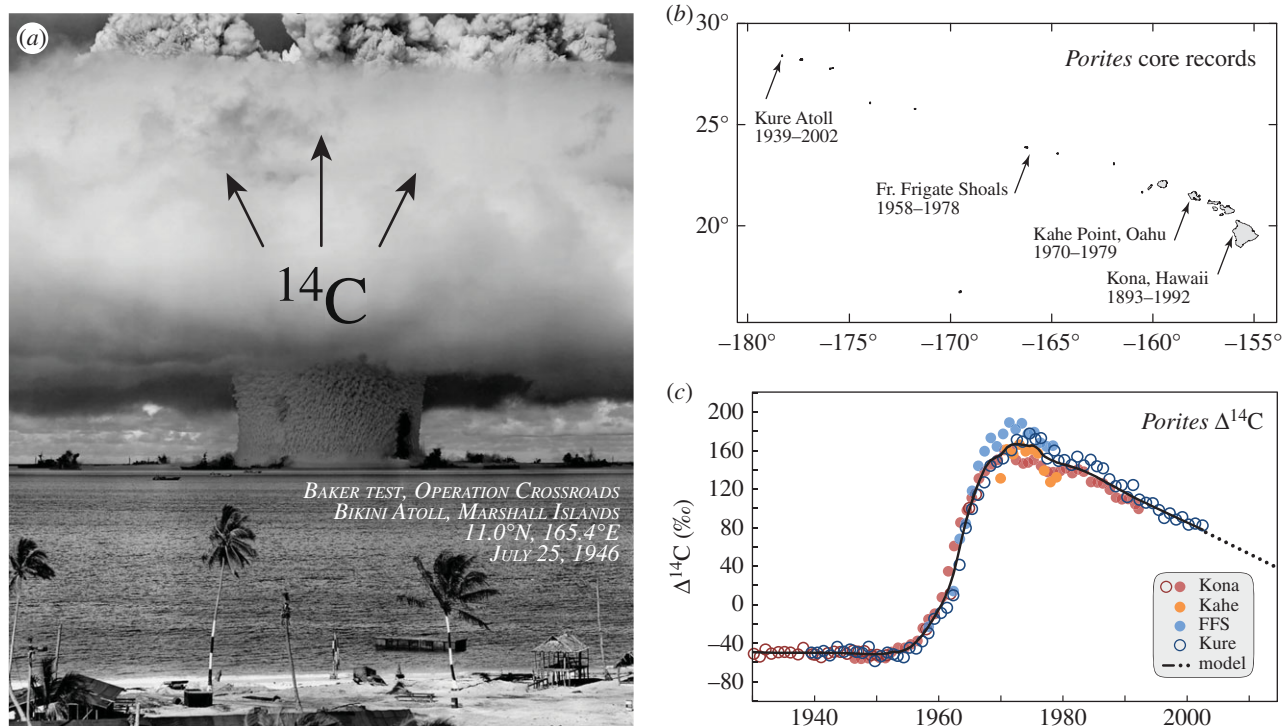 (a)
14C
BAKER TEST, OPERATION CROSSROADS
BIKINI ATOLL, MARSHALL ISLANDS
11.0°N, 165.4°E
JULY 25, 1946
(b)
30°
25°
20°
Porites core records
Kure Atoll
1939–2002
Fr. Frigate Shoals
1958–1978
Kahe Point, Oahu
1970–1979
Kona, Hawaii
1893–1992
–180° –175° –170° –165° –160° –155°
(c)
Porites Δ14C
Δ14C (‰)
200
160
120
80
40
0
–40
–80
Kona
Kahe
FFS
Kure
model
1940 1960 1980 2000